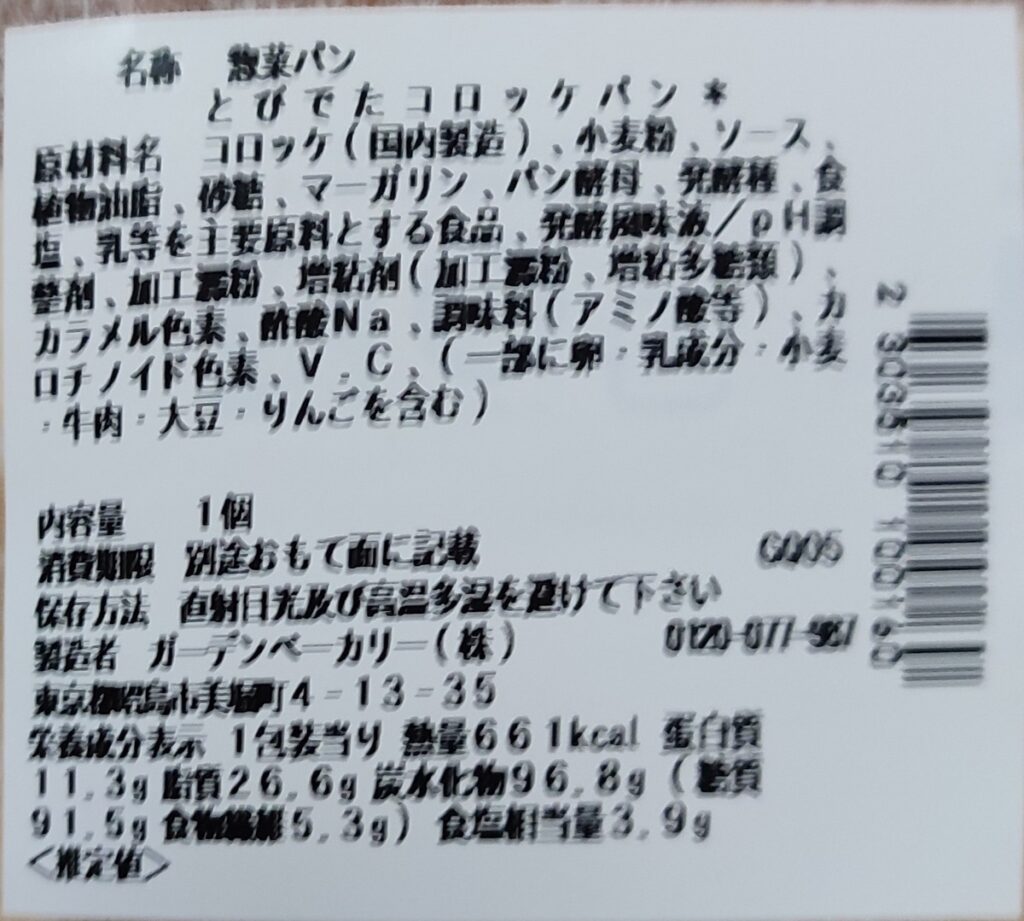 名称 惣菜パン
とびでたコロッケパン*
原材料名 コロッケ(国内製造)、小麦粉、ソース、
植物油脂、砂糖、マーガリン、パン酵母、発酵種、食
塩、乳等を主要原料とする食品、発酵風味液/pH調
整剤、加工澱粉、増粘剤(加工澱粉、増粘多糖類)、
カラメル色素、酢酸Na、調味料(アミノ酸等)、カ
ロチノイド色素、V.C、(一部に卵・乳成分・小麦
・牛肉・大豆・りんごを含む)
内容量 1個
消費期限 別途おもて面に記載 G005
保存方法 直射日光及び高温多湿を避けて下さい
製造者 ガーデンベーカリー(株) 0120-077-967
東京都昭島市美堀町4-13-35
栄養成分表示 1包装当り 熱量661kcal 蛋白質
11.3g 脂質26.6g 炭水化物96.8g(糖質
91.5g 食物繊維5.3g) 食塩相当量3.9g
<推定値>
2 303510 100160